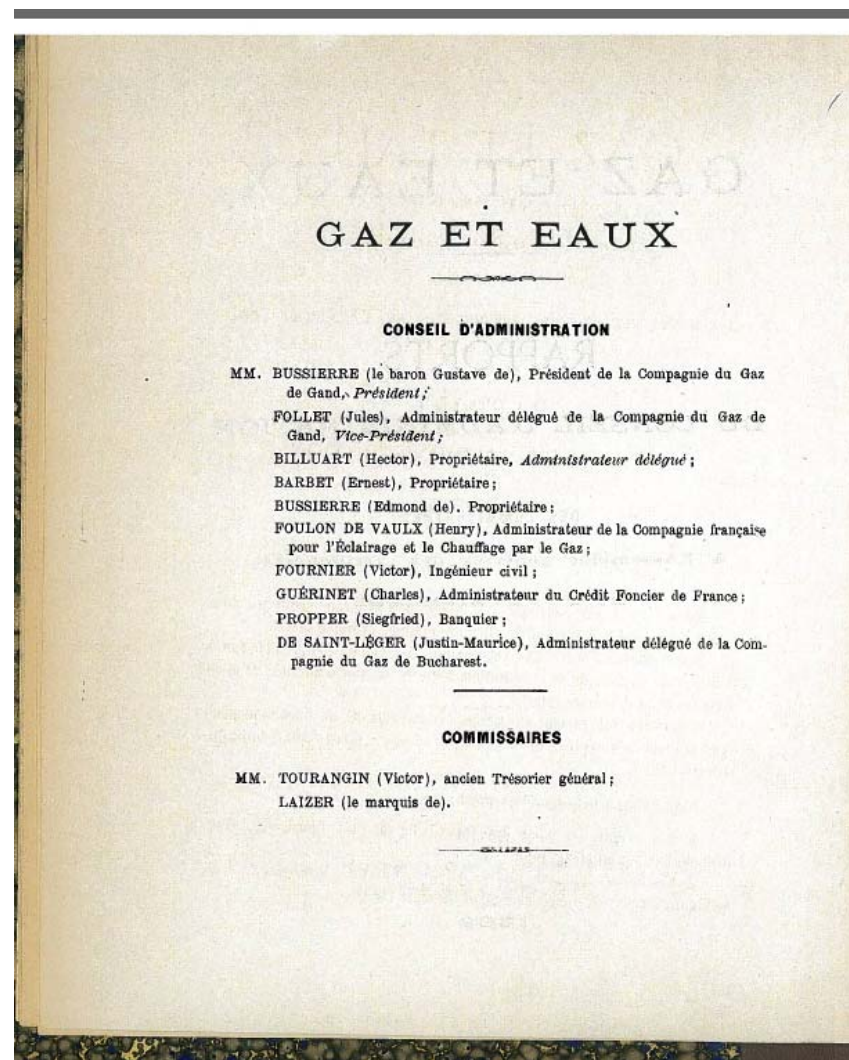 GAZ ET EAUX
CONSEIL D'ADMINISTRATION
MM. BUSSIERRE (le baron Gustave de), Président de la Compagnie du Gaz
de Gand, Président;
FOLLET (Jules), Administrateur délégué de la Compagnie du Gaz de
Gand, Vice-Président;
BILLUART (Hector), Propriétaire, Administrateur délégué;
BARBET (Ernest), Propriétaire;
BUSSIERRE (Edmond de). Propriétaire;
FOULON DE VAULX (Henry), Administrateur de la Compagnie française
pour l'Éclairage et le Chauffage par le Gaz;
FOURNIER (Victor), Ingénieur civil;
GUÉRINET (Charles), Administrateur du Crédit Foncier de France;
PROPPER (Siegfried), Banquier;
DE SAINT-LÉGER (Justin-Maurice), Administrateur délégué de la Com-
pagnie du Gaz de Bucharest.
COMMISSAIRES
MM. TOURANGIN (Victor), ancien Trésorier général;
LAIZER (le marquis de).